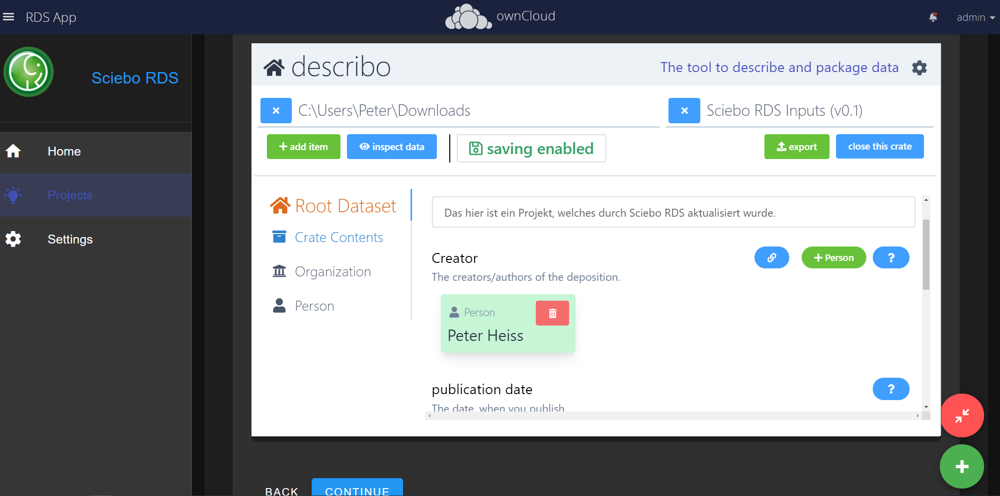 RDS App
ownCloud
admin
Sciebo RDS
Home
Projects
Settings
describo
The tool to describe and package data
C:\Users\Peter\Downloads
Sciebo RDS Inputs (v0.1)
+ add item
inspect data
saving enabled
export
close this crate
Root Dataset
Crate Contents
Organization
Person
Das hier ist ein Projekt, welches durch Sciebo RDS aktualisiert wurde.
Creator
+ Person
?
The creators/authors of the deposition.
Person
Peter Heiss
publication date
?
The date, when you publish
BACK
CONTINUE